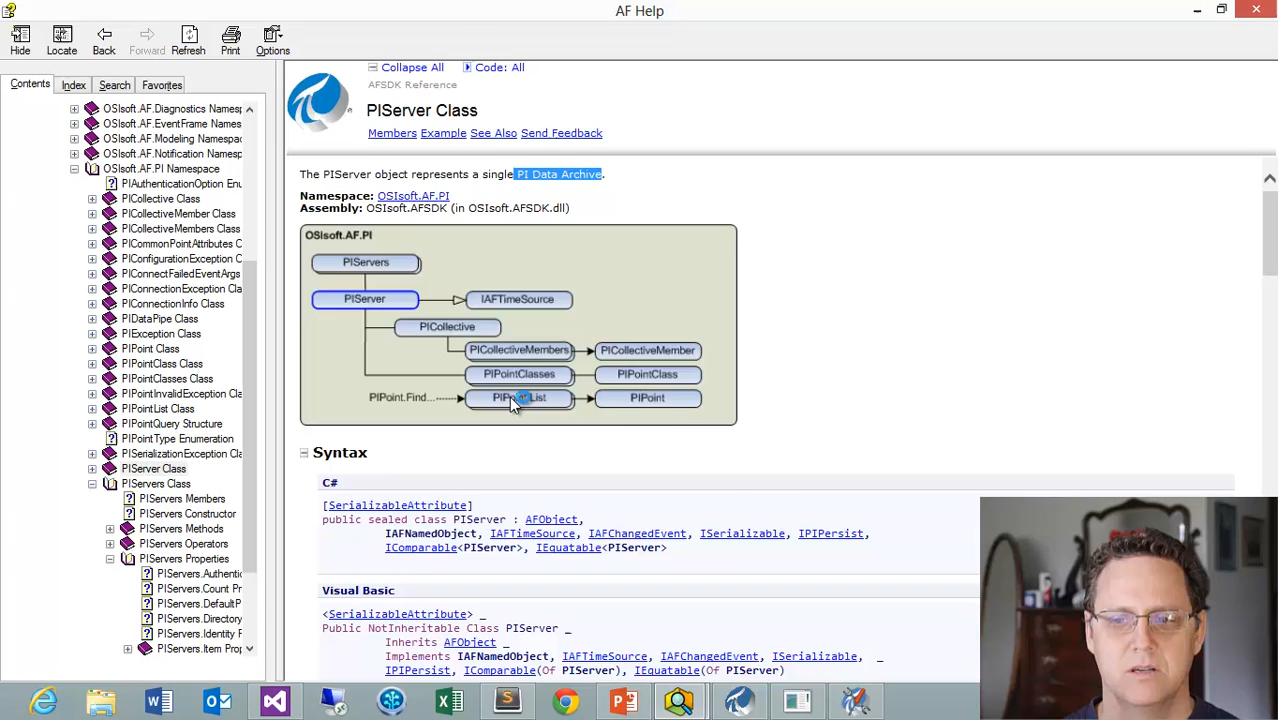 AF Help
Hide Locate Back Forward Refresh Print Options
Contents Index Search Favorites
OSIsoft.AF.Diagnostics Namesp
OSIsoft.AF.EventFrame Names
OSIsoft.AF.Modeling Namespac
OSIsoft.AF.Notification Namesp
OSIsoft.AF.PI Namespace
PIAuthenticationOption Enu
PICollective Class
PICollectiveMember Class
PICollectiveMembers Class
PICommonPointAttributes C
PIConfigurationException C
PIConnectFailedEventArgs
PIConnectionException Clas
PIConnectionInfo Class
PIDataPipe Class
PIException Class
PIPoint Class
PIPointClass Class
PIPointClasses Class
PIPointInvalidException Clas
PIPointList Class
PIPointQuery Structure
PIPointType Enumeration
PISerializationException Cla
PIServer Class
PIServers Class
PIServers Members
PIServers Constructor
PIServers Methods
PIServers Operators
PIServers Properties
PIServers.Authentic
PIServers.Count Pr
PIServers.DefaultP
PIServers.Directory
PIServers.Identity F
PIServers.Item Prop
Collapse All Code: All
AFSDK Reference
PIServer Class
Members Example See Also Send Feedback
The PIServer object represents a single PI Data Archive.
Namespace: OSIsoft.AF.PI
Assembly: OSIsoft.AFSDK (in OSIsoft.AFSDK.dll)
OSIsoft.AF.PI
PIServers
PIServer IAFTimeSource
PICollective
PICollectiveMembers PICollectiveMember
PIPointClasses PIPointClass
PIPoint.Find... PIPointList PIPoint
Syntax
C#
[SerializableAttribute]
public sealed class PIServer : AFObject,
IAFNamedObject, IAFTimeSource, IAFChangedEvent, ISerializable, IPIPersist,
IComparable<PIServer>, IEquatable<PIServer>
Visual Basic
<SerializableAttribute> _
Public NotInheritable Class PIServer _
Inherits AFObject _
Implements IAFNamedObject, IAFTimeSource, IAFChangedEvent, ISerializable, _
IPIPersist, IComparable(Of PIServer), IEquatable(Of PIServer)